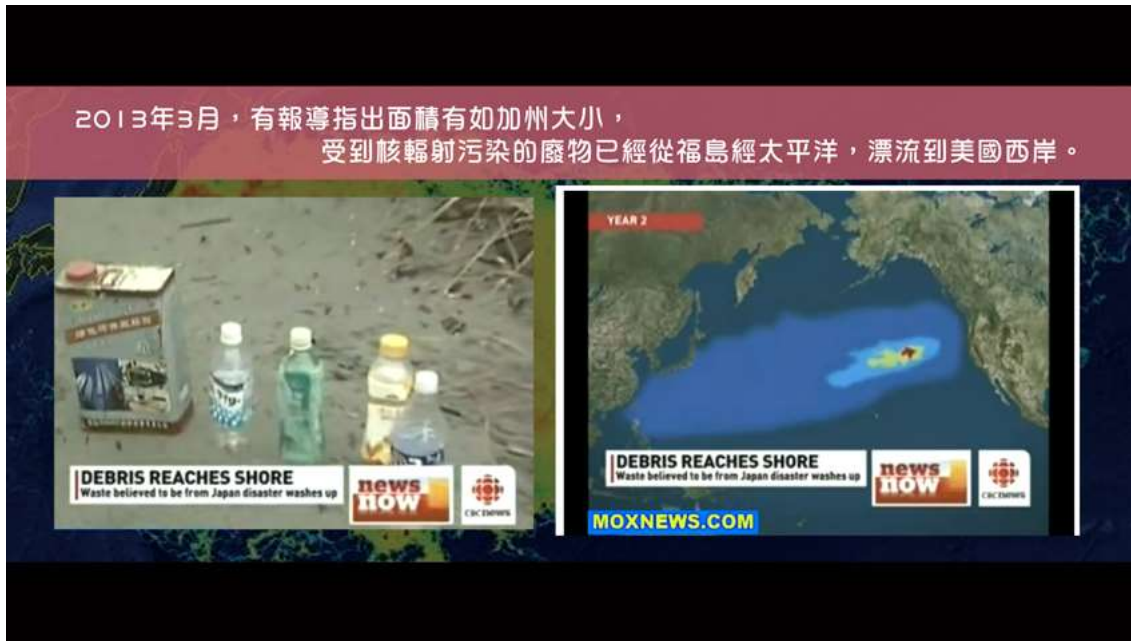 2013年3月，有報導指出面積有如加州大小，
受到核輻射污染的廢物已經從福島經太平洋，漂流到美國西岸。
DEBRIS REACHES SHORE
Waste believed to be from Japan disaster washes up
news
now
CBC news
YEAR 2
DEBRIS REACHES SHORE
Waste believed to be from Japan disaster washes up
news
now
CBC news
MOXNEWS.COM